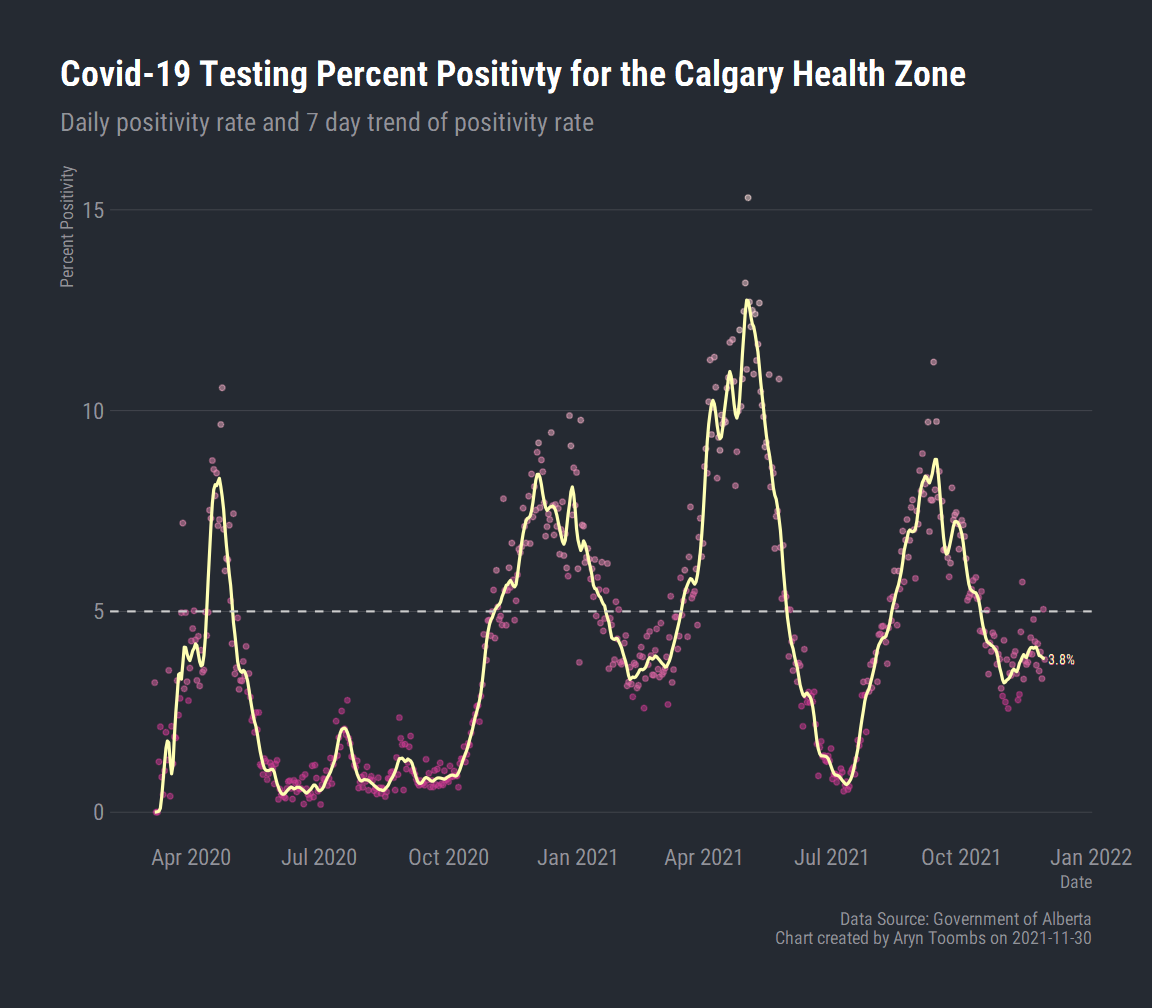 Covid-19 Testing Percent Positivty for the Calgary Health Zone
Daily positivity rate and 7 day trend of positivity rate
Percent Positivity
15
10
5
0
3.8%
Apr 2020 Jul 2020 Oct 2020 Jan 2021 Apr 2021 Jul 2021 Oct 2021 Jan 2022
Date
Data Source: Government of Alberta
Chart created by Aryn Toombs on 2021-11-30